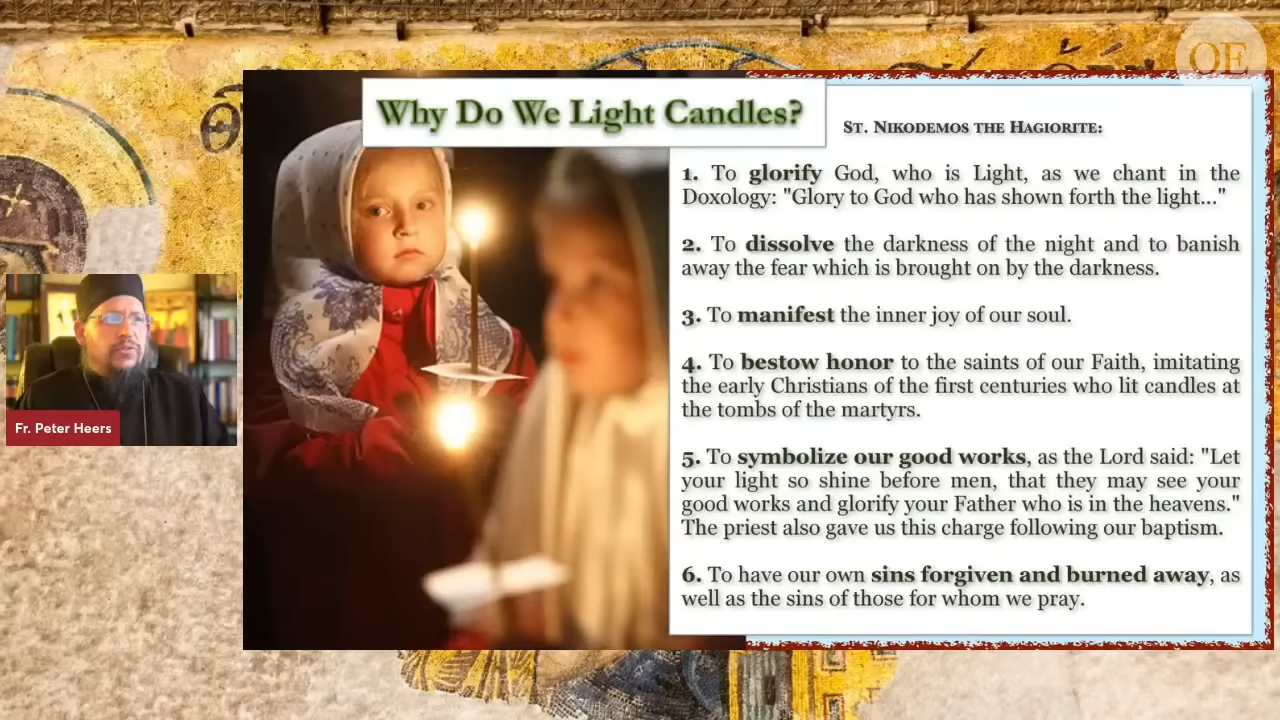 OE
Why Do We Light Candles?
St. Nikodemos the Hagiorite:
1. To glorify God, who is Light, as we chant in the
Doxology: "Glory to God who has shown forth the light..."
2. To dissolve the darkness of the night and to banish
away the fear which is brought on by the darkness.
3. To manifest the inner joy of our soul.
4. To bestow honor to the saints of our Faith, imitating
the early Christians of the first centuries who lit candles at
the tombs of the martyrs.
5. To symbolize our good works, as the Lord said: "Let
your light so shine before men, that they may see your
good works and glorify your Father who is in the heavens."
The priest also gave us this charge following our baptism.
6. To have our own sins forgiven and burned away, as
well as the sins of those for whom we pray.
Fr. Peter Heers